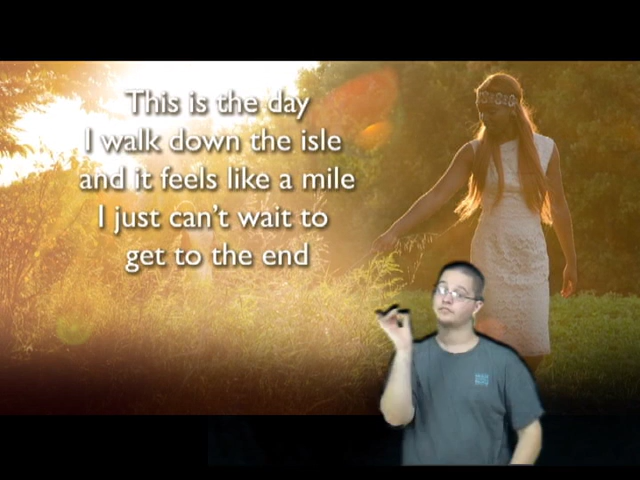 This is the day
I walk down the isle
and it feels like a mile
I just can't wait to
get to the end